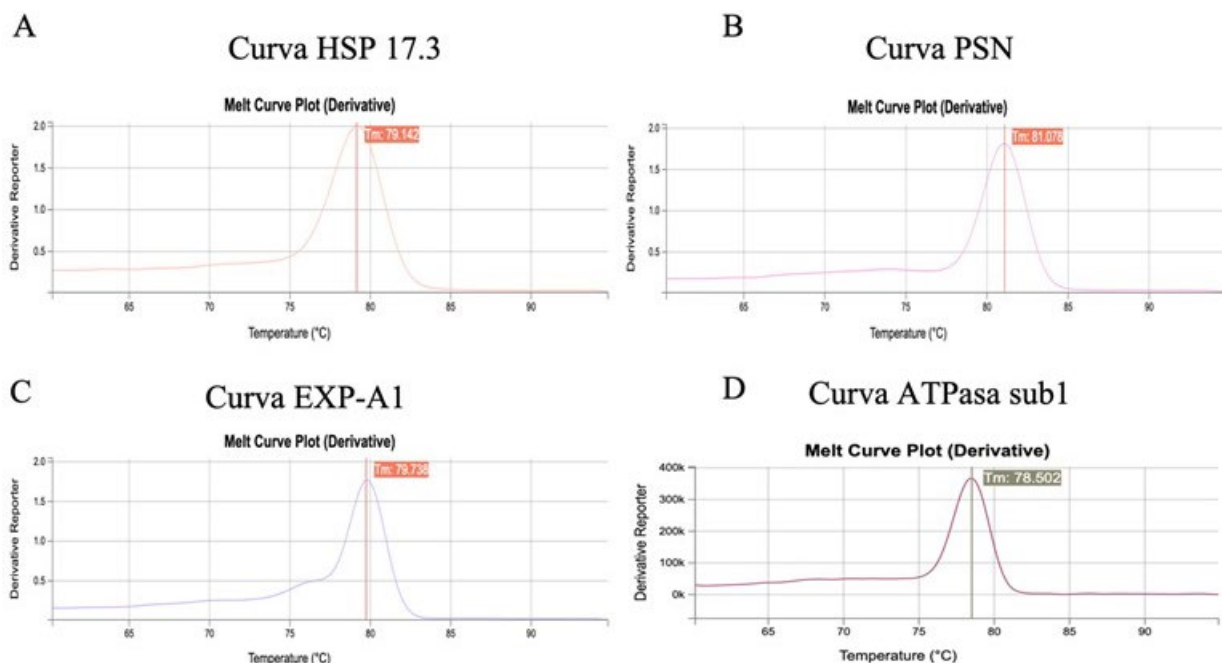 A
Curva HSP 17.3
Melt Curve Plot (Derivative)
Tm: 79.142
Derivative Reporter
2.0
1.5
1.0
0.5
65 70 75 80 85 90
Temperature (°C)
B
Curva PSN
Melt Curve Plot (Derivative)
Tm: 81.078
Derivative Reporter
2.0
1.5
1.0
0.5
65 70 75 80 85 90
Temperature (°C)
C
Curva EXP-A1
Melt Curve Plot (Derivative)
Tm: 79.738
Derivative Reporter
2.0
1.5
1.0
0.5
65 70 75 80 85 90
Temperature (°C)
D
Curva ATPasa sub1
Melt Curve Plot (Derivative)
Tm: 78.502
Derivative Reporter
400k
300k
200k
100k
0k
65 70 75 80 85 90
Temperature (°C)